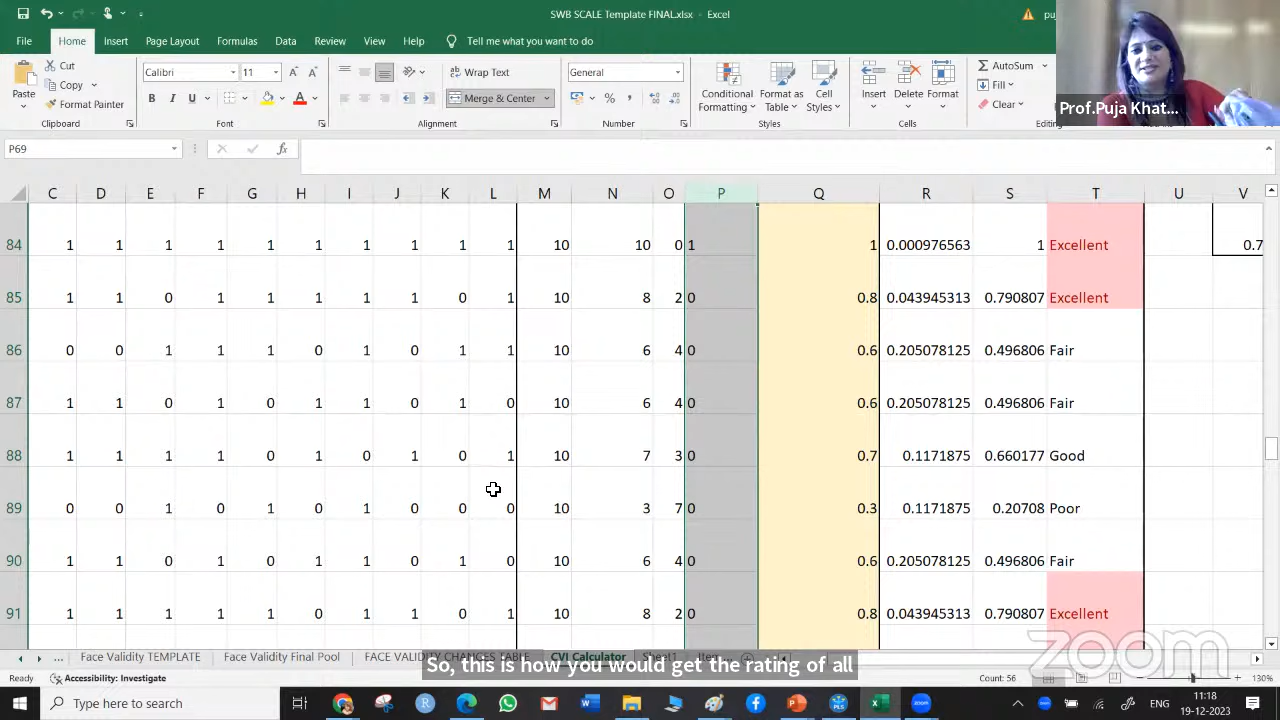 SWB SCALE Template FINAL.xlsx - Excel
pu
File Home Insert Page Layout Formulas Data Review View Help Tell me what you want to do
Cut
Copy
Format Painter
Paste
Clipboard
Calibri 11
B I U
Font
Wrap Text
Merge & Center
Alignment
General
Number
Conditional Formatting
Format as Table
Cell Styles
Styles
Insert Delete Format
Cells
AutoSum
Fill
Clear
Editing
Prof.Puja Khat...
P69
fx
C D E F G H I J K L M N O P Q R S T U V
84 1 1 1 1 1 1 1 1 1 1 10 10 0 1 1 0.000976563 1 Excellent 0.7
85 1 1 0 1 1 1 1 1 0 1 10 8 2 0 0.8 0.043945313 0.790807 Excellent
86 0 0 1 1 1 0 1 0 1 1 10 6 4 0 0.6 0.205078125 0.496806 Fair
87 1 1 0 1 0 1 1 0 1 0 10 6 4 0 0.6 0.205078125 0.496806 Fair
88 1 1 1 1 0 1 0 1 0 1 10 7 3 0 0.7 0.1171875 0.660177 Good
89 0 0 1 0 1 0 1 0 0 0 10 3 7 0 0.3 0.1171875 0.20708 Poor
90 1 1 0 1 0 1 1 0 1 0 10 6 4 0 0.6 0.205078125 0.496806 Fair
91 1 1 1 1 1 0 1 1 0 1 10 8 2 0 0.8 0.043945313 0.790807 Excellent
zoom
... Face Validity TEMPLATE Face Validity Final Pool FACE VALIDITY CHANGES TABLE CVI Calculator Sheet1
So, this is how you would get the rating of all
Ready Accessibility: Investigate Count: 56 130%
Type here to search
ENG
11:18
19-12-2023